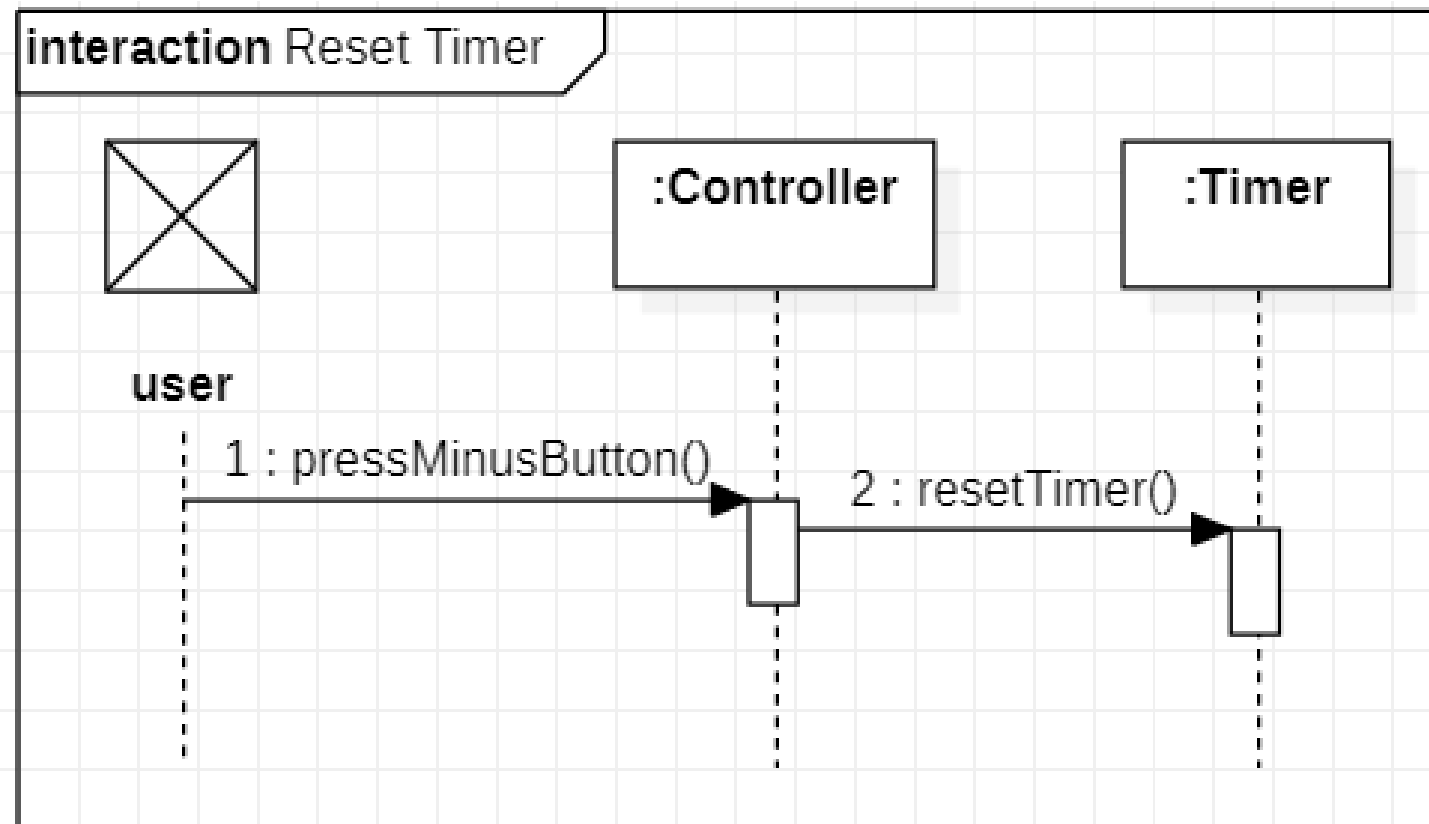 interaction Reset Timer
:Controller
:Timer
user
1 : pressMinusButton()
2 : resetTimer()